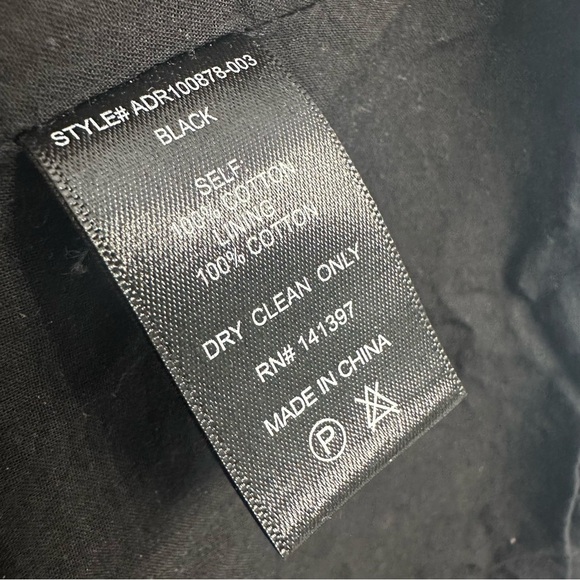 STYLE# ADR100878-003
BLACK
SELF:
100% COTTON
LINING
100% COTTON
DRY CLEAN ONLY
RN# 141397
MADE IN CHINA
P